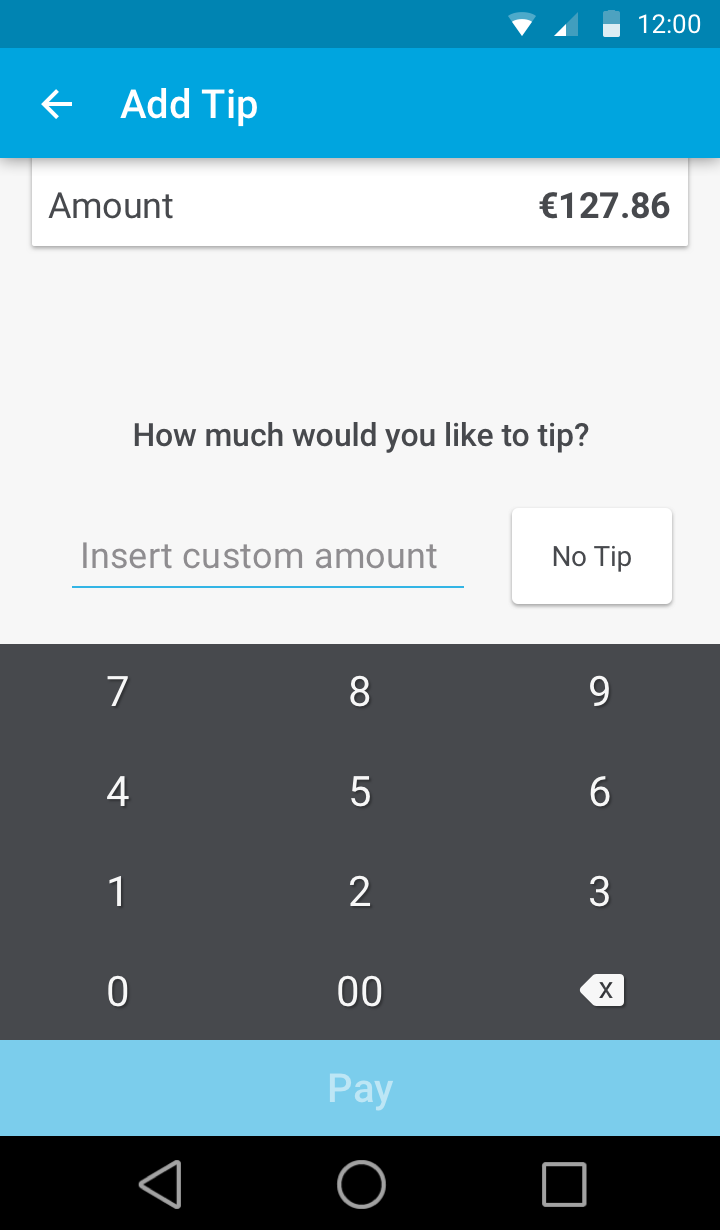 12:00
Add Tip
Amount €127.86
How much would you like to tip?
Insert custom amount No Tip
7 8 9
4 5 6
1 2 3
0 00 X
Pay